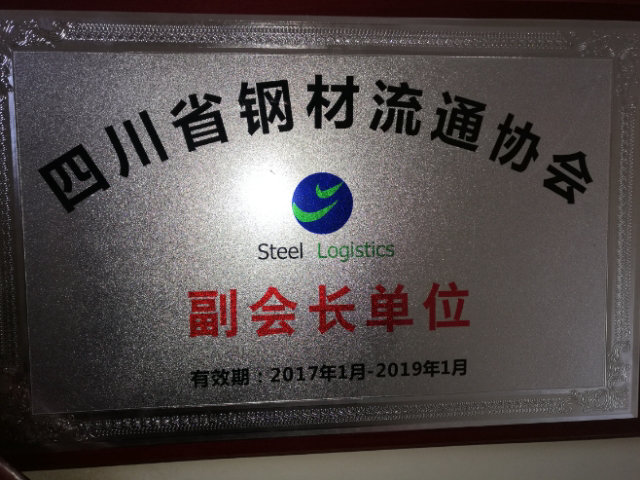 四川省钢材流通协会
Steel Logistics
副会长单位
有效期：2017年1月-2019年1月